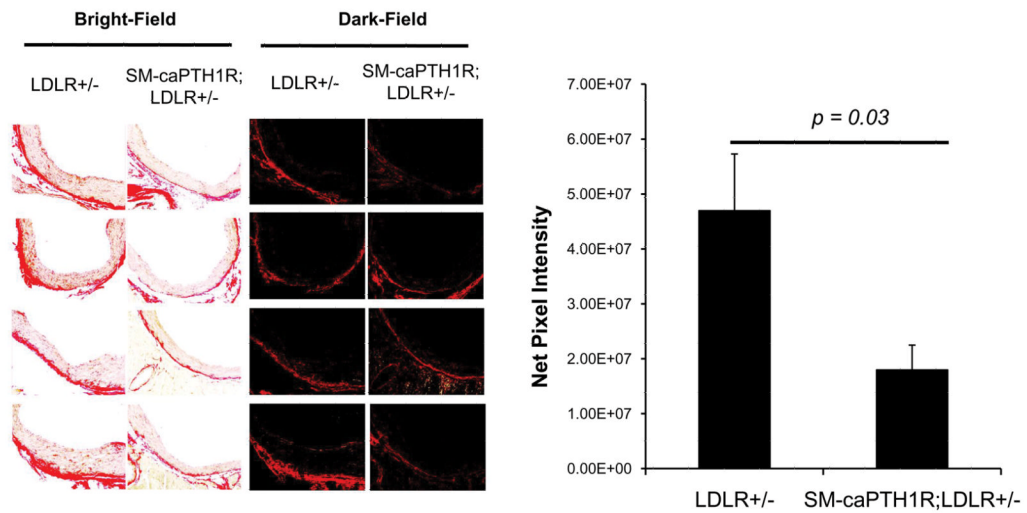 Bright-Field
Dark-Field
LDLR+/-
SM-caPTH1R;
LDLR+/-
LDLR+/-
SM-caPTH1R;
LDLR+/-
7.00E+07
6.00E+07
5.00E+07
4.00E+07
3.00E+07
2.00E+07
1.00E+07
0.00E+00
Net Pixel Intensity
p = 0.03
LDLR+/-
SM-caPTH1R;LDLR+/-